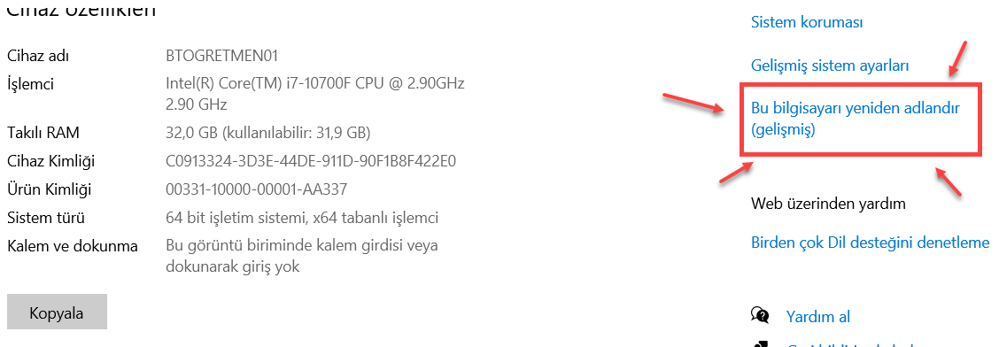 Cihaz özellikleri
Cihaz adı BTOGRETMEN01
İşlemci Intel(R) Core(TM) i7-10700F CPU @ 2.90GHz
2.90 GHz
Takılı RAM 32,0 GB (kullanılabilir: 31,9 GB)
Cihaz Kimliği C0913324-3D3E-44DE-911D-90F1B8F422E0
Ürün Kimliği 00331-10000-00001-AA337
Sistem türü 64 bit işletim sistemi, x64 tabanlı işlemci
Kalem ve dokunma Bu görüntü biriminde kalem girdisi veya
dokunarak giriş yok
Kopyala
Sistem koruması
Gelişmiş sistem ayarları
Bu bilgisayarı yeniden adlandır
(gelişmiş)
Web üzerinden yardım
Birden çok Dil desteğini denetleme
Yardım al